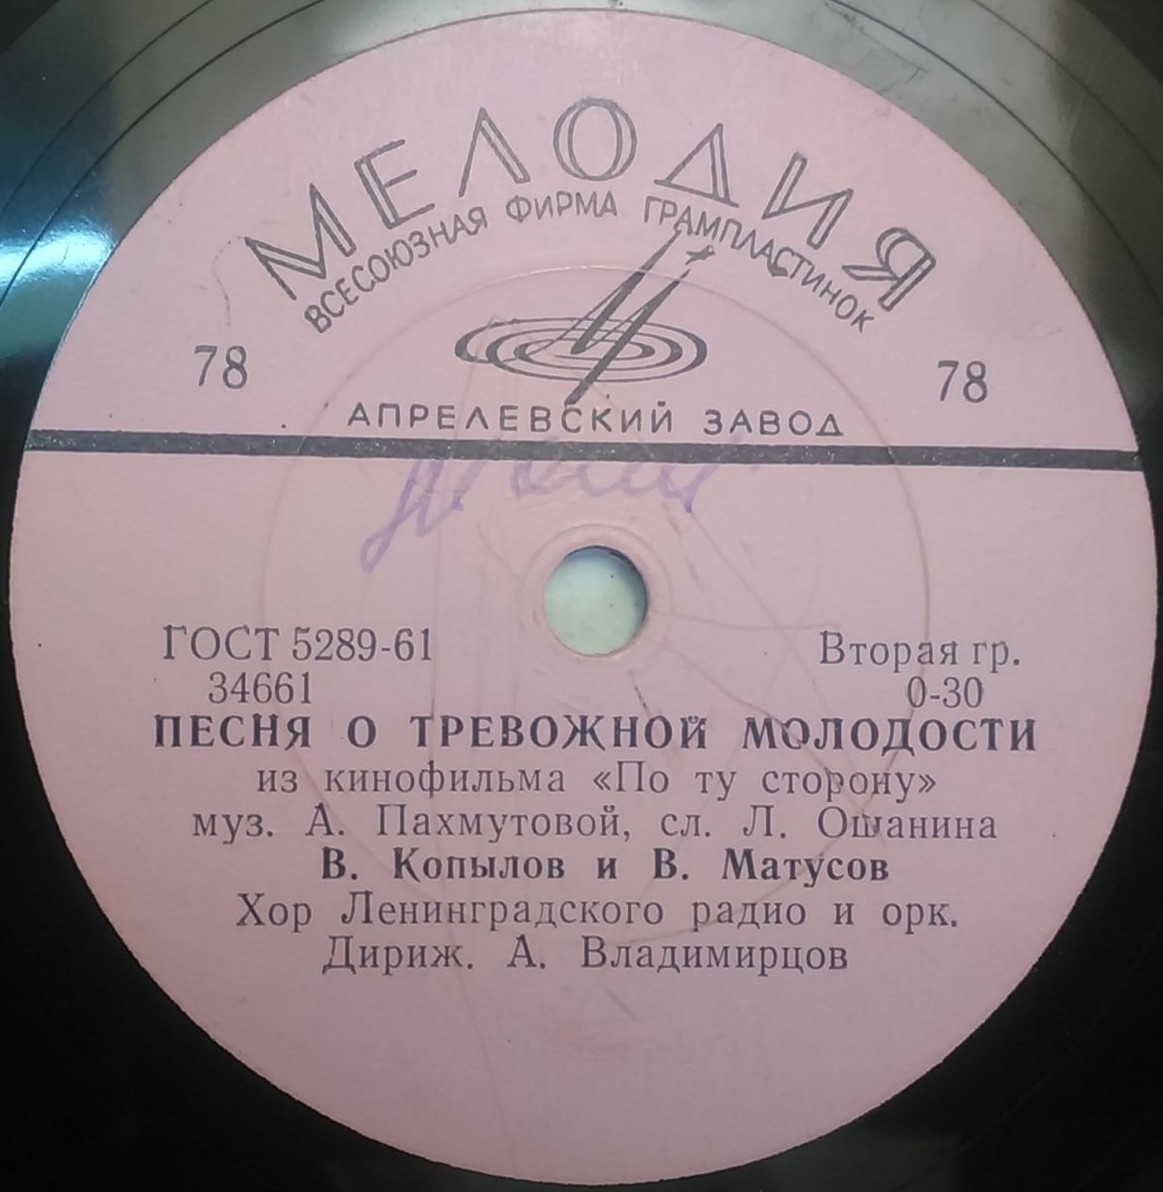 МЕЛОДИЯ
ВСЕСОЮЗНАЯ ФИРМА ГРАМПЛАСТИНОК
78 78
АПРЕЛЕВСКИЙ ЗАВОД
ГОСТ 5289-61 Вторая гр.
34661 0-30
ПЕСНЯ О ТРЕВОЖНОЙ МОЛОДОСТИ
из кинофильма «По ту сторону»
муз. А. Пахмутовой, сл. Л. Ошанина
В. Копылов и В. Матусов
Хор Ленинградского радио и орк.
Дириж. А. Владимирцов